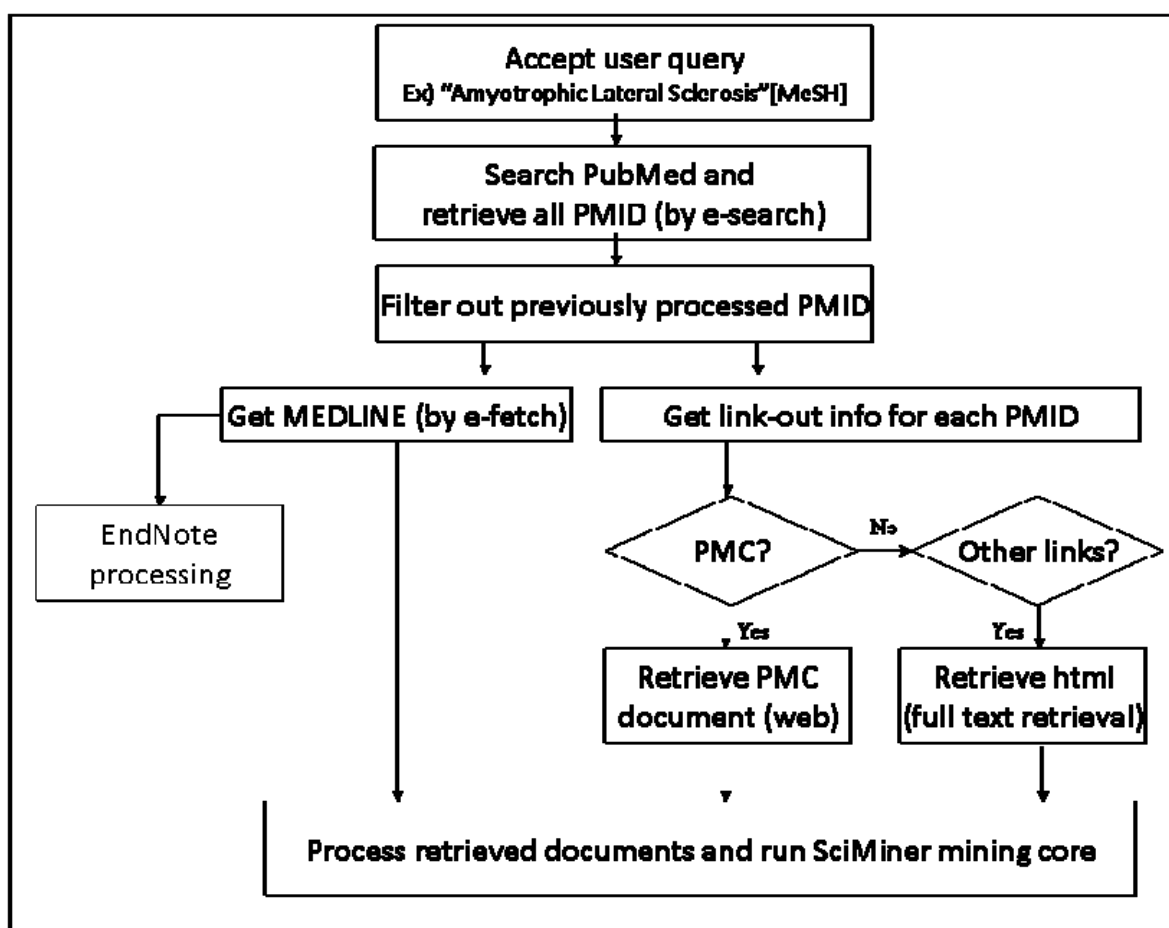 Accept user query
Ex) “Amyotrophic Lateral Sclerosis”[MeSH]
Search PubMed and
retrieve all PMID (by e-search)
Filter out previously processed PMID
Get MEDLINE (by e-fetch)
Get link-out info for each PMID
EndNote
processing
PMC?
No
Other links?
Yes
Yes
Retrieve PMC
document (web)
Retrieve html
(full text retrieval)
Process retrieved documents and run SciMiner mining core